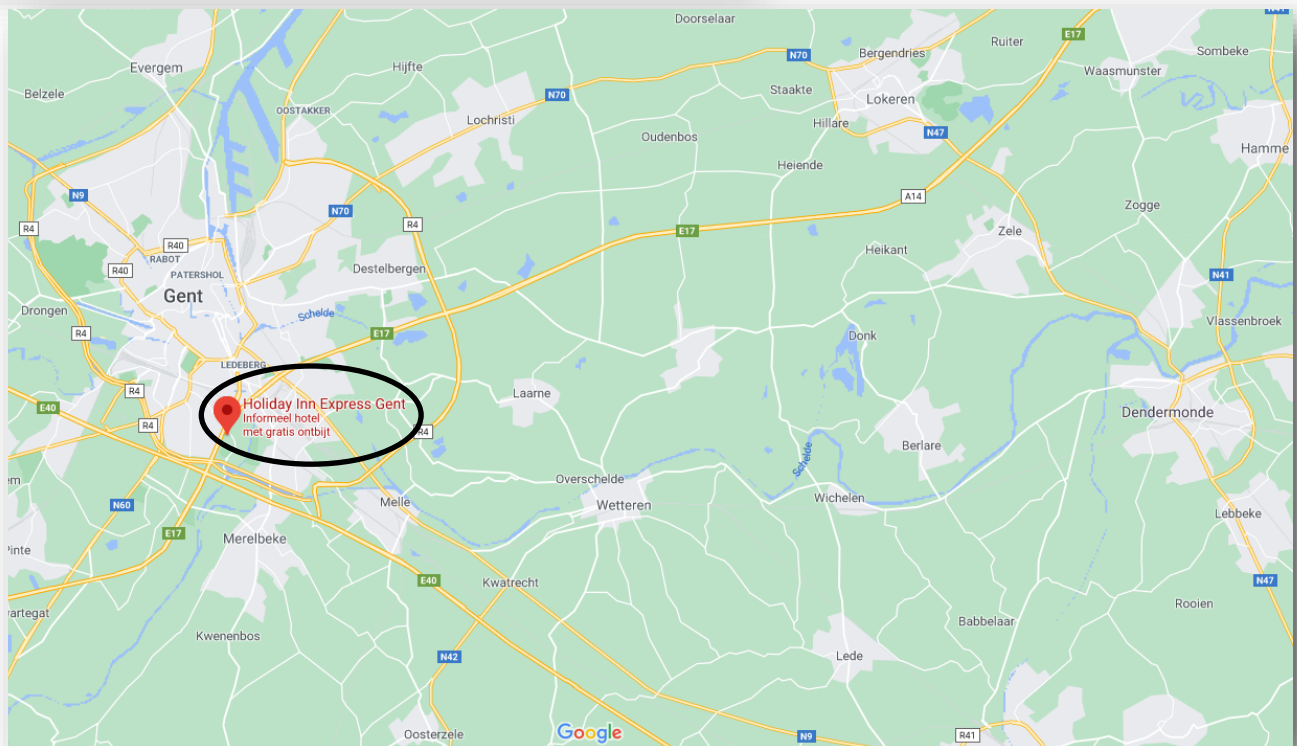 Doorselaar
E17
Ruiter
Bergendries
N70
Sombeke
Evergem
Hijfte
Waasmunster
Belzele
Staakte
N70
Lokeren
OOSTAKKER
Lochristi
Hillare
N47
Oudenbos
Hamme
Heiende
N9
A14
N70
Zogge
R4
R4
E17
Zele
R40
Heikant
RABOT
R40
PATERSHOL
Destelbergen
N41
Gent
Drongen
Schelde
Vlassenbroek
R4
E17
Donk
LEDEBERG
R4
Laarne
Holiday Inn Express Gent
Informeel hotel
met gratis ontbijt
E40
Dendermonde
R4
R4
Berlare
Schelde
Overschelde
Wichelen
N60
Melle
Wetteren
Lebbeke
E17
Merelbeke
E40
Kwatrecht
N47
Rooien
Babbelaar
Kwenenbos
N42
Lede
Google
Oosterzele
N9
R41